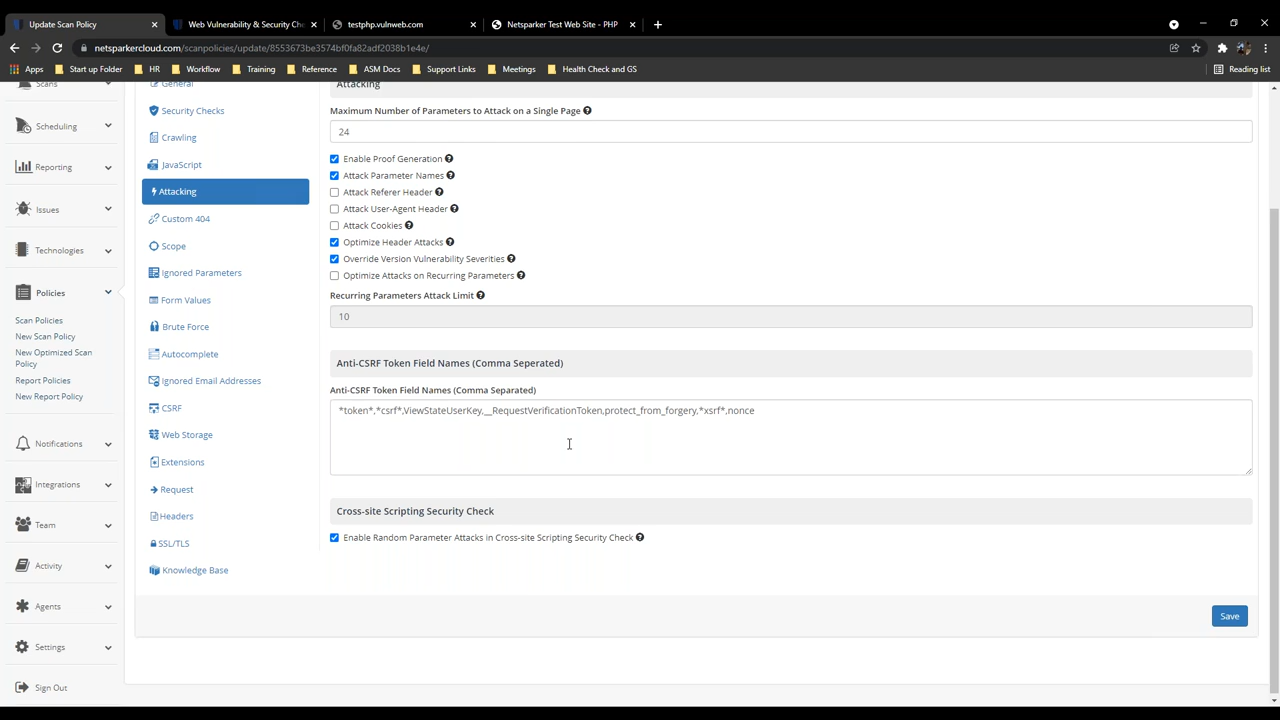 Update Scan Policy
Web Vulnerability & Security Che
testphp.vulnweb.com
Netsparker Test Web Site - PHP
netsparkercloud.com/scanpolicies/update/8553673be3574bf0fa82adf2038b1e4e/
Apps
Start up Folder
HR
Workflow
Training
Reference
ASM Docs
Support Links
Meetings
Health Check and GS
Reading list
Scans
Scheduling
Reporting
Issues
Technologies
Policies
Scan Policies
New Scan Policy
New Optimized Scan
Policy
Report Policies
New Report Policy
Notifications
Integrations
Team
Activity
Agents
Settings
Sign Out
General
Security Checks
Crawling
JavaScript
Attacking
Custom 404
Scope
Ignored Parameters
Form Values
Brute Force
Autocomplete
Ignored Email Addresses
CSRF
Web Storage
Extensions
Request
Headers
SSL/TLS
Knowledge Base
Attacking
Maximum Number of Parameters to Attack on a Single Page
24
Enable Proof Generation
Attack Parameter Names
Attack Referer Header
Attack User-Agent Header
Attack Cookies
Optimize Header Attacks
Override Version Vulnerability Severities
Optimize Attacks on Recurring Parameters
Recurring Parameters Attack Limit
10
Anti-CSRF Token Field Names (Comma Seperated)
Anti-CSRF Token Field Names (Comma Separated)
*token*,*csrf*,ViewStateUserKey,__RequestVerificationToken,protect_from_forgery,*xsrf*,nonce
Cross-site Scripting Security Check
Enable Random Parameter Attacks in Cross-site Scripting Security Check
Save